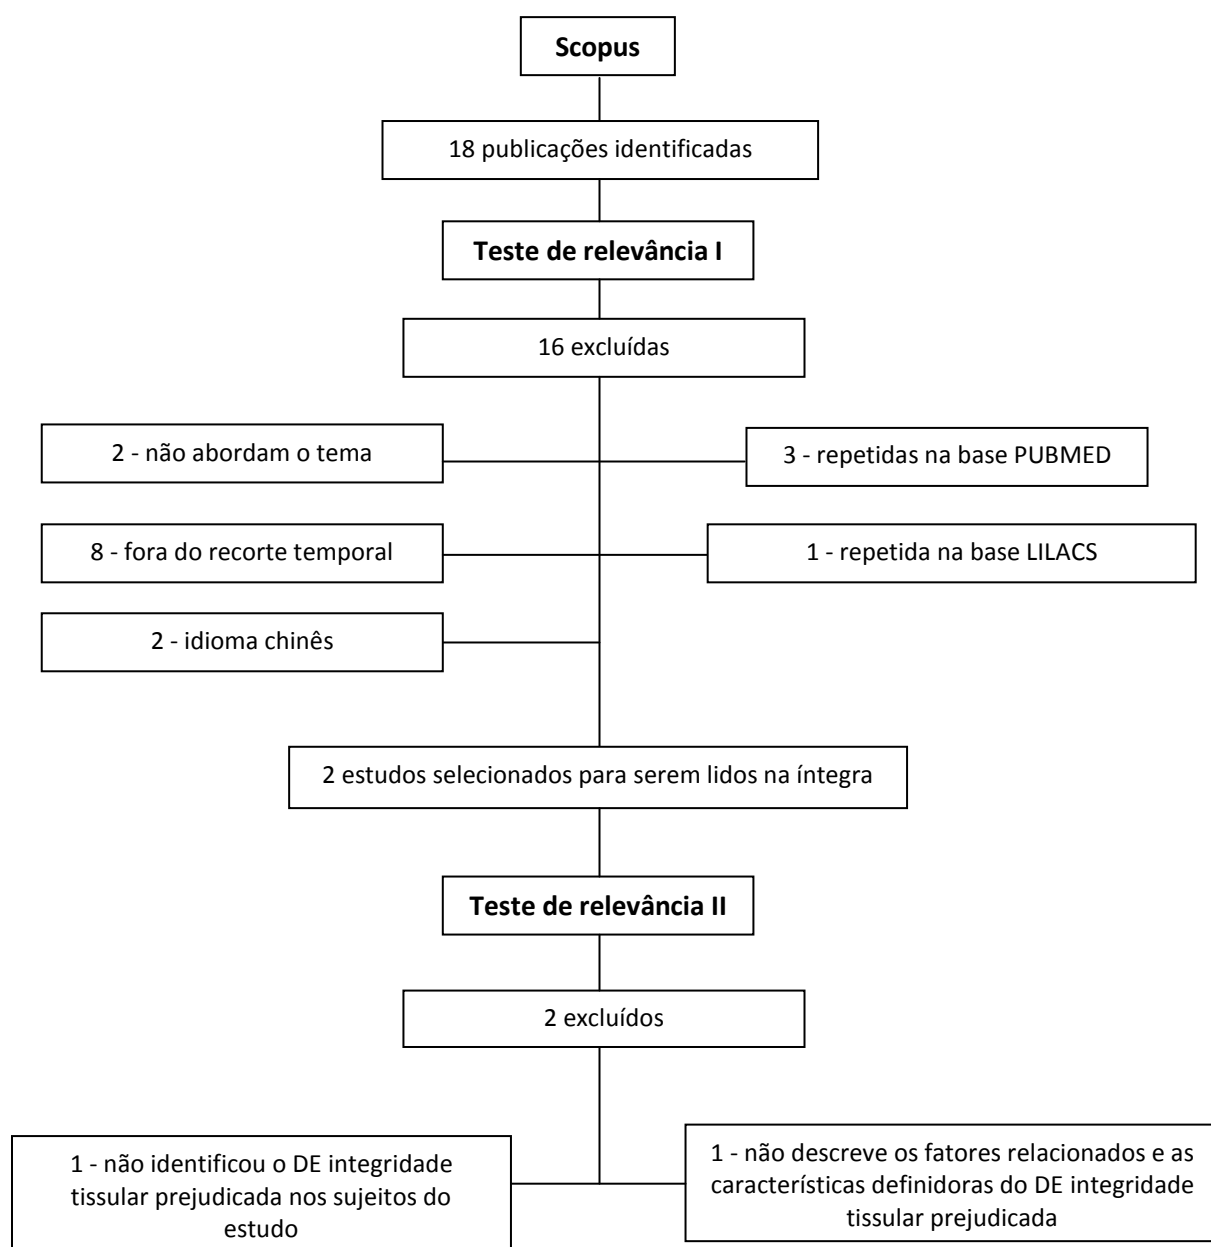 Scopus
18 publicações identificadas
Teste de relevância I
16 excluídas
2 - não abordam o tema
3 - repetidas na base PUBMED
8 - fora do recorte temporal
1 - repetida na base LILACS
2 - idioma chinês
2 estudos selecionados para serem lidos na íntegra
Teste de relevância II
2 excluídos
1 - não identificou o DE integridade
tissular prejudicada nos sujeitos do
estudo
1 - não descreve os fatores relacionados e as
características definidoras do DE integridade
tissular prejudicada